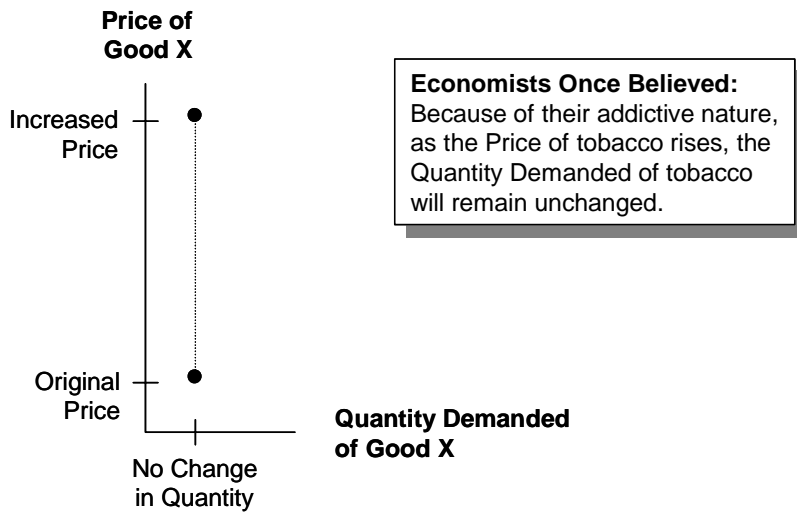 Price of
Good X
Increased
Price
Economists Once Believed:
Because of their addictive nature,
as the Price of tobacco rises, the
Quantity Demanded of tobacco
will remain unchanged.
Original
Price
Quantity Demanded
of Good X
No Change
in Quantity